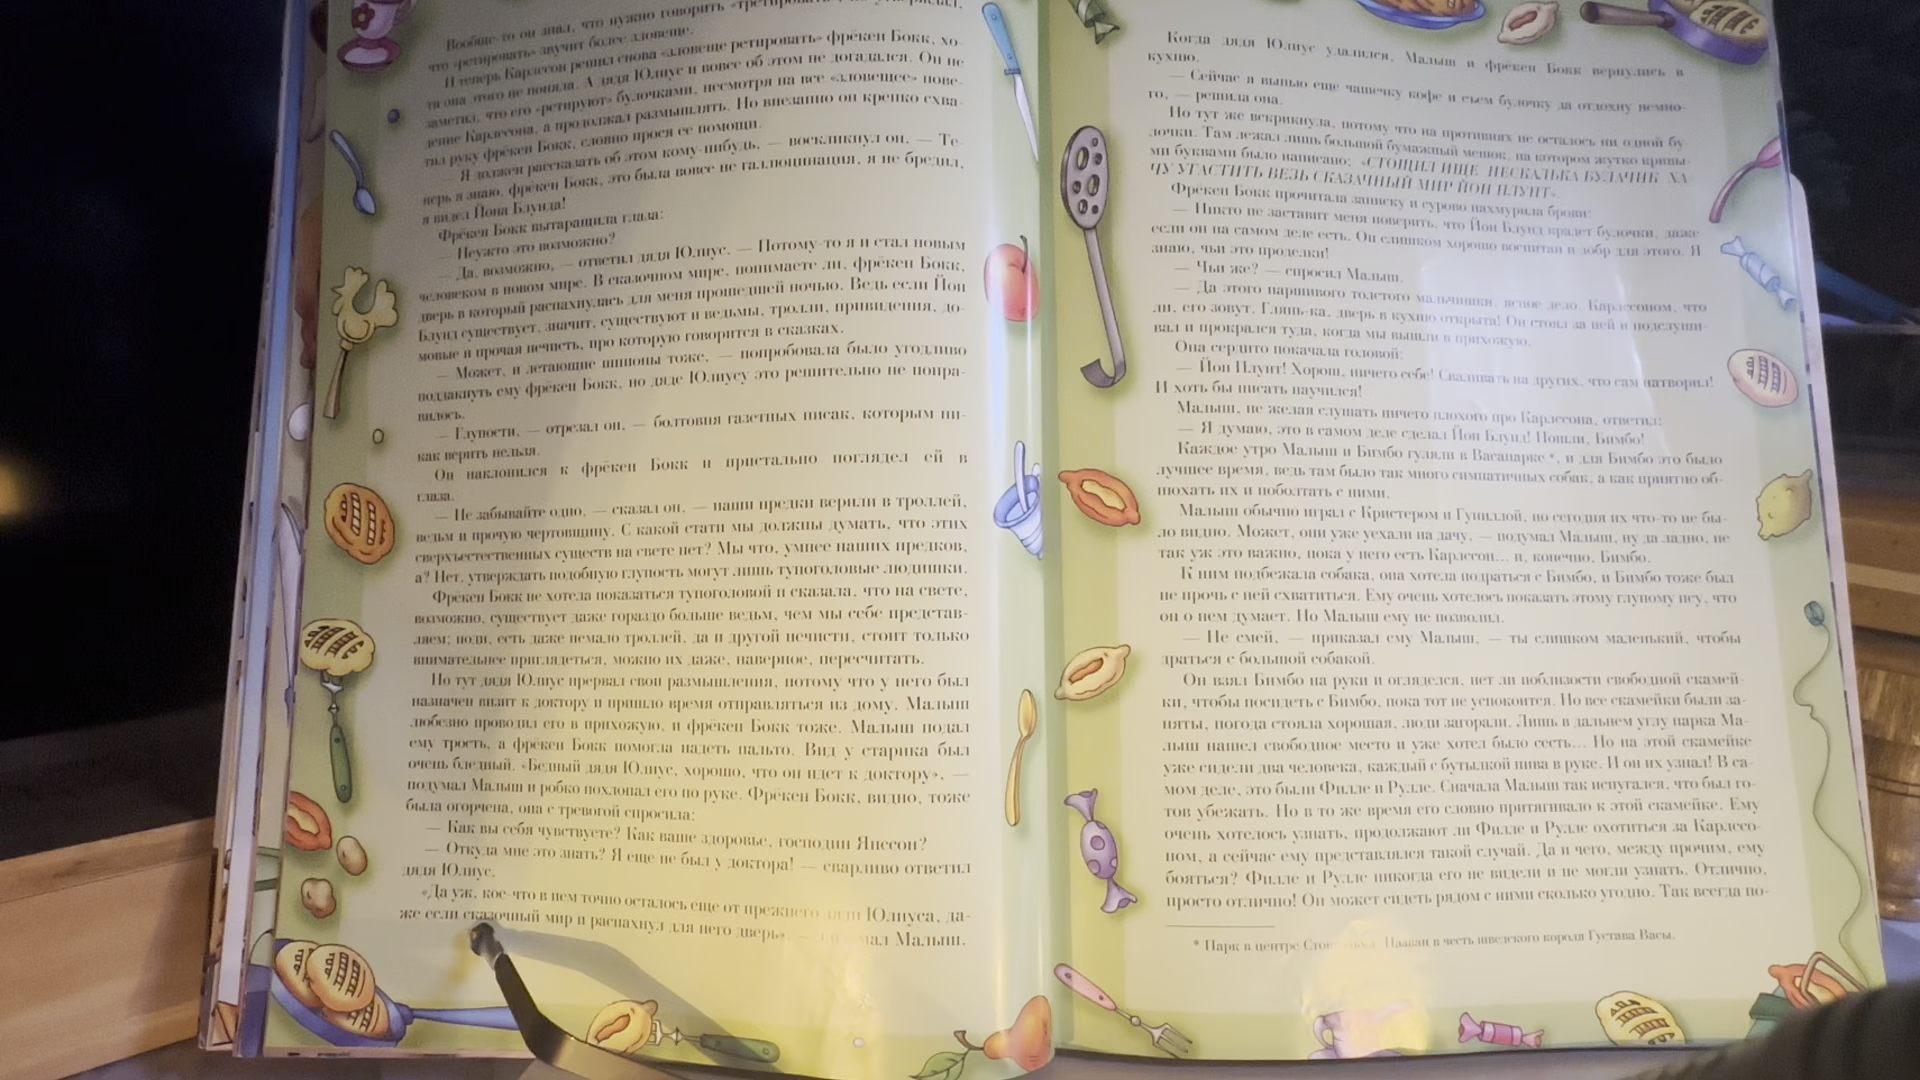 Вообще-то он знал, что нужно говорить «третировать»,
что «ретировать» звучит более зловеще.
И теперь Карлсон решил снова «зловеще ретировать» фрёкен Бокк, хо-
тя она этого не поняла. А дядя Юлиус и вовсе об этом не догадался. Он не
заметил, что его «ретируют» булочками, несмотря на все «зловещее» пове-
дение Карлсона, а продолжал размышлять. Но внезапно он крепко схва-
тил руку фрёкен Бокк, словно прося ее помощи.
— Я должен рассказать об этом кому-нибудь, — воскликнул он. — Те-
перь я знаю, фрёкен Бокк, это была вовсе не галлюцинация, я не бредил,
я видел Йона Блунда!
Фрёкен Бокк вытаращила глаза:
— Неужто это возможно?
— Да, возможно, — ответил дядя Юлиус. — Потому-то я и стал новым
человеком в новом мире. В сказочном мире, понимаете ли, фрёкен Бокк,
дверь в который распахнулась для меня прошедшей ночью. Ведь если Йон
Блунд существует, значит, существуют и ведьмы, тролли, привидения, до-
мовые и прочая нечисть, про которую говорится в сказках.
— Может, и летающие шпионы тоже, — попробовала было угодливо
поддакнуть ему фрёкен Бокк, но дяде Юлиусу это решительно не понра-
вилось.
— Глупости, — отрезал он, — болтовня газетных писак, которым ни-
как верить нельзя.
Он наклонился к фрёкен Бокк и пристально поглядел ей в
глаза.
— Не забывайте одно, — сказал он, — наши предки верили в троллей,
ведьм и прочую чертовщину. С какой стати мы должны думать, что этих
сверхъестественных существ на свете нет? Мы что, умнее наших предков,
а? Нет, утверждать подобную глупость могут лишь тупоголовые людишки.
Фрёкен Бокк не хотела показаться тупоголовой и сказала, что на свете,
возможно, существует даже гораздо больше ведьм, чем мы себе представ-
ляем; поди, есть даже немало троллей, да и другой нечисти, стоит только
внимательнее приглядеться, можно их даже, наверное, пересчитать.
Но тут дядя Юлиус прервал свои размышления, потому что у него был
назначен визит к доктору и пришло время отправляться из дому. Малыш
любезно проводил его в прихожую, и фрёкен Бокк тоже. Малыш подал
ему трость, а фрёкен Бокк помогла надеть пальто. Вид у старика был
очень бледный. «Бедный дядя Юлиус, хорошо, что он идет к доктору», —
подумал Малыш и робко похлопал его по руке. Фрёкен Бокк, видно, тоже
была огорчена, она с тревогой спросила:
— Как вы себя чувствуете? Как ваше здоровье, господин Янссон?
— Откуда мне это знать? Я еще не был у доктора! — сварливо ответил
дядя Юлиус.
«Да уж, кое-что в нем точно осталось еще от прежнего дяди Юлиуса, да-
же если сказочный мир и распахнул для него дверь», — Малыш.
Когда дядя Юлиус удалился, Малыш и фрёкен Бокк вернулись в
кухню.
— Сейчас я выпью еще чашечку кофе и съем булочку да отдохну немно-
го, — решила она.
Но тут же вскрикнула, потому что на противнях не осталось ни одной бу-
лочки. Там лежал лишь большой бумажный мешок, на котором жутко кривы-
ми буквами было написано: «СТОЩИЛ ИЩЕ НЕСКАЛЬКА БУЛАЧИК ХА-
ЧУ УГАСТИТЬ ВЕЗЬ СКАЗАЧНЫЙ МИР ЙОН ПЛУНТ».
Фрёкен Бокк прочитала записку и сурово нахмурила брови:
— Никто не заставит меня поверить, что Йон Блунд крадет булочки, даже
если он на самом деле есть. Он слишком хорошо воспитан и добр для этого. Я
знаю, чьи это проделки!
— Чьи же? — спросил Малыш.
— Да этого паршивого толстого мальчишки, ясное дело. Карлсоном, что
ли, его зовут. Глянь-ка, дверь в кухню открыта! Он стоял за ней и подслуши-
вал и прокрался туда, когда мы вышли в прихожую.
Она сердито покачала головой:
— Йон Плунт! Хорош, ничего себе! Сваливать на других, что сам натворил!
И хоть бы писать научился!
Малыш, не желая слушать ничего плохого про Карлсона, ответил:
— Я думаю, это в самом деле сделал Йон Блунд! Пошли, Бимбо!
Каждое утро Малыш и Бимбо гуляли в Васапарке *, и для Бимбо это было
лучшее время, ведь там было так много симпатичных собак, а как приятно об-
нюхать их и поболтать с ними.
Малыш обычно играл с Кристером и Гуниллой, но сегодня их что-то не бы-
ло видно. Может, они уже уехали на дачу, — подумал Малыш, ну да ладно, не
так уж это важно, пока у него есть Карлсон... и, конечно, Бимбо.
К ним подбежала собака, она хотела подраться с Бимбо, и Бимбо тоже был
не прочь с ней схватиться. Ему очень хотелось показать этому глупому псу, что
он о нем думает. Но Малыш ему не позволил.
— Не смей, — приказал ему Малыш, — ты слишком маленький, чтобы
драться с большой собакой.
Он взял Бимбо на руки и огляделся, нет ли поблизости свободной скамей-
ки, чтобы посидеть с Бимбо, пока тот не успокоится. Но все скамейки были за-
няты, погода стояла хорошая, люди загорали. Лишь в дальнем углу парка Ма-
лыш нашел свободное место и уже хотел было сесть... Но на этой скамейке
уже сидели два человека, каждый с бутылкой пива в руке. И он их узнал! В са-
мом деле, это были Филле и Рулле. Сначала Малыш так испугался, что был го-
тов убежать. Но в то же время его словно притягивало к этой скамейке. Ему
очень хотелось узнать, продолжают ли Филле и Рулле охотиться за Карлсо-
ном, а сейчас ему представлялся такой случай. Да и чего, между прочим, ему
бояться? Филле и Рулле никогда его не видели и не могли узнать. Отлично,
просто отлично! Он может сидеть рядом с ними сколько угодно. Так всегда по-
* Парк в центре Назван в честь шведского короля Густава Васы.